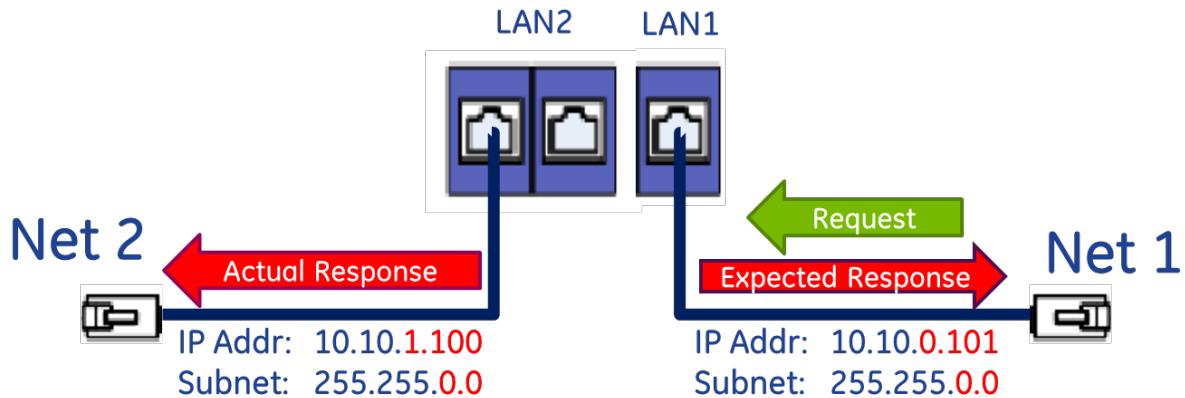 LAN2
LAN1
Request
Net 2
Net 1
Actual Response
Expected Response
IP Addr: 10.10.1.100
Subnet: 255.255.0.0
IP Addr: 10.10.0.101
Subnet: 255.255.0.0